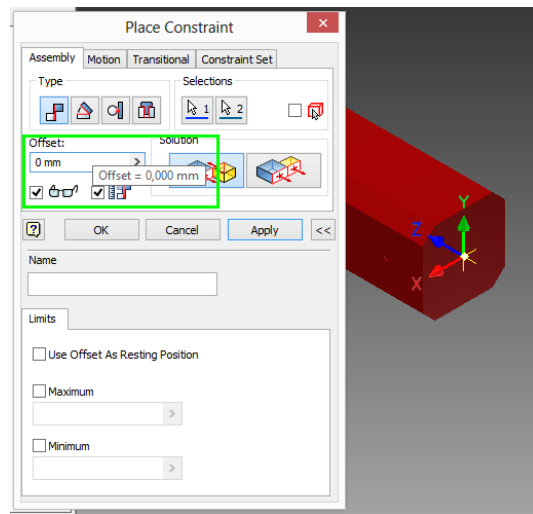 Place Constraint
×
Assembly Motion Transitional Constraint Set
Type
Selections
1 2
Offset:
Solution
0 mm >
Offset = 0,000 mm
? OK Cancel Apply <<
Name
Limits
Use Offset As Resting Position
Maximum
>
Minimum
>
Y
Z
X